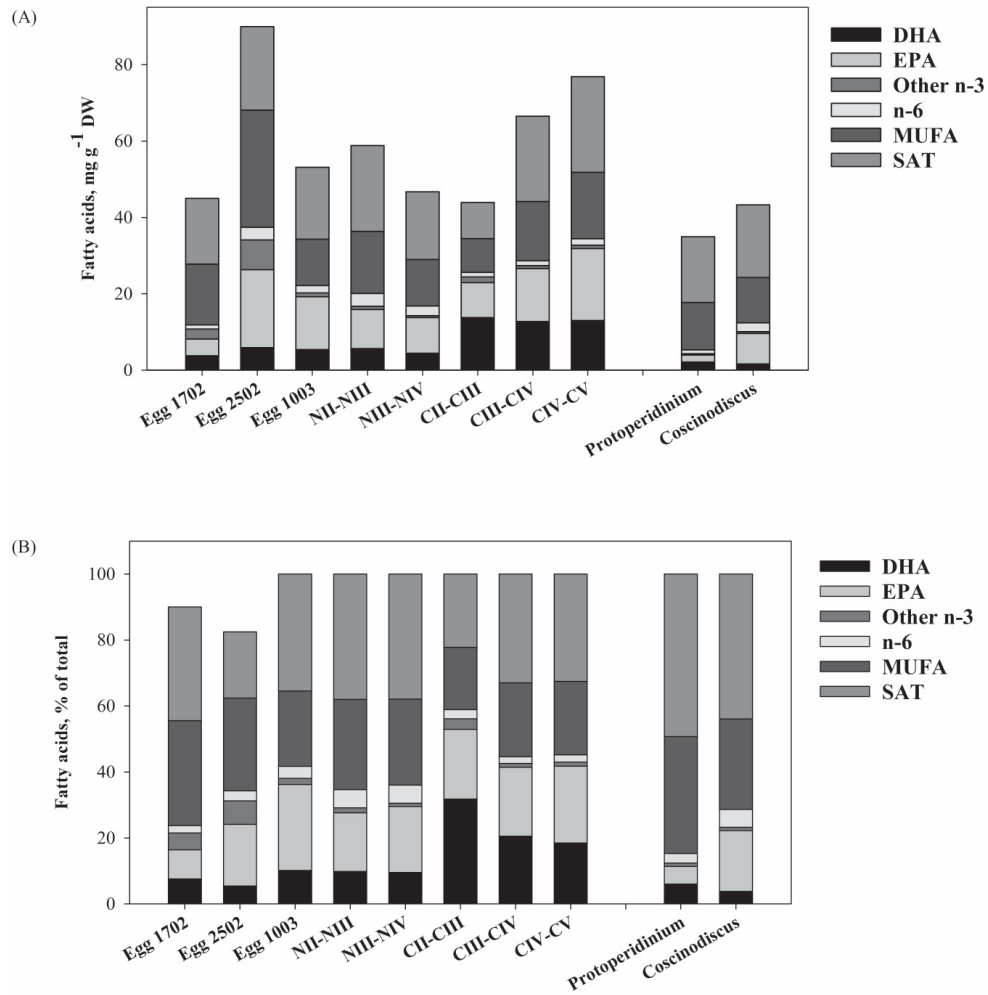 (A)
Fatty acids, mg g-1 DW
80
60
40
20
0
Egg 1702
Egg 2502
Egg 1003
NII-NIII
NIII-NIV
CII-CIII
CIII-CIV
CIV-CV
Protoperidinium
Coscinodiscus
DHA
EPA
Other n-3
n-6
MUFA
SAT
(B)
Fatty acids, % of total
100
80
60
40
20
0
Egg 1702
Egg 2502
Egg 1003
NII-NIII
NIII-NIV
CII-CIII
CIII-CIV
CIV-CV
Protoperidinium
Coscinodiscus
DHA
EPA
Other n-3
n-6
MUFA
SAT